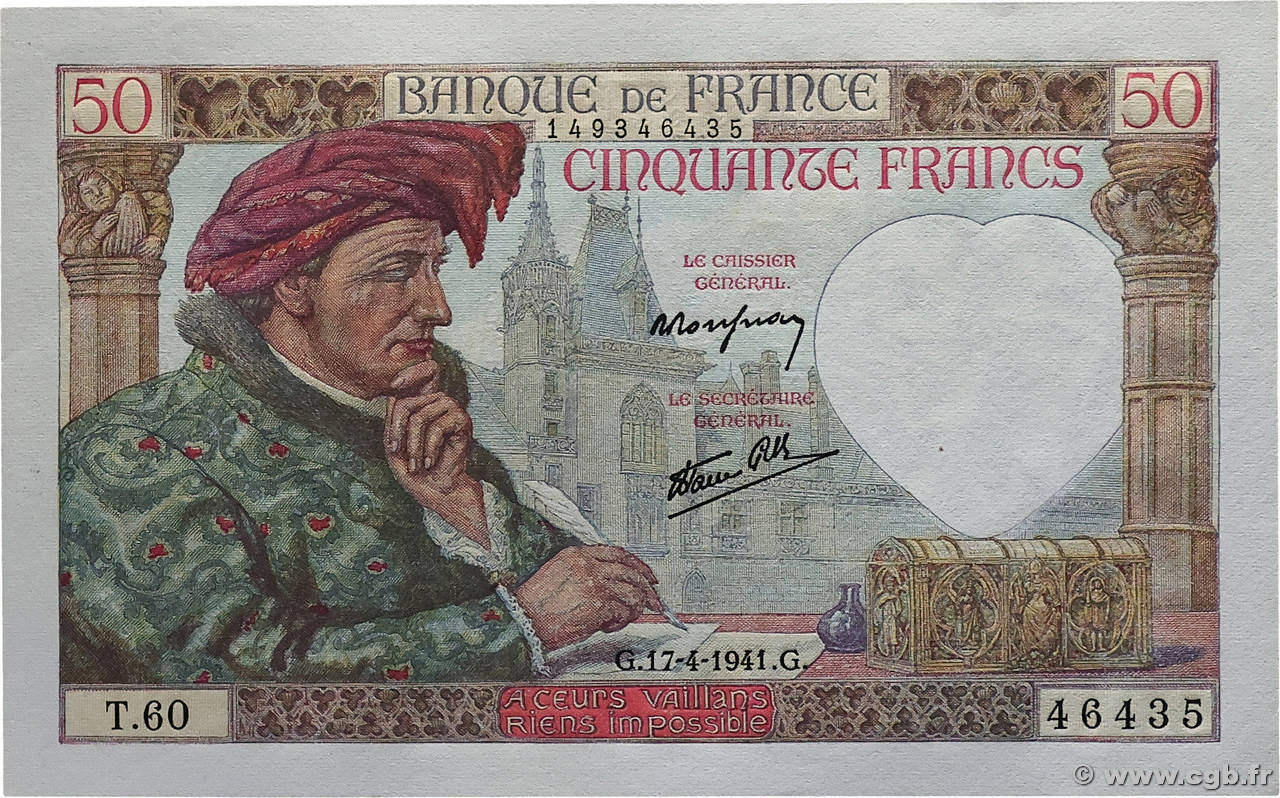 50 BANQUE DE FRANCE 50
149346435
CINQUANTE FRANCS
LE CAISSIER
GÉNÉRAL.
LE SECRÉTAIRE
GÉNÉRAL.
G.17-4-1941.G.
T.60
A CEURS VAILLANS
RIENS IMPOSSIBLE
46435
© www.cgb.fr